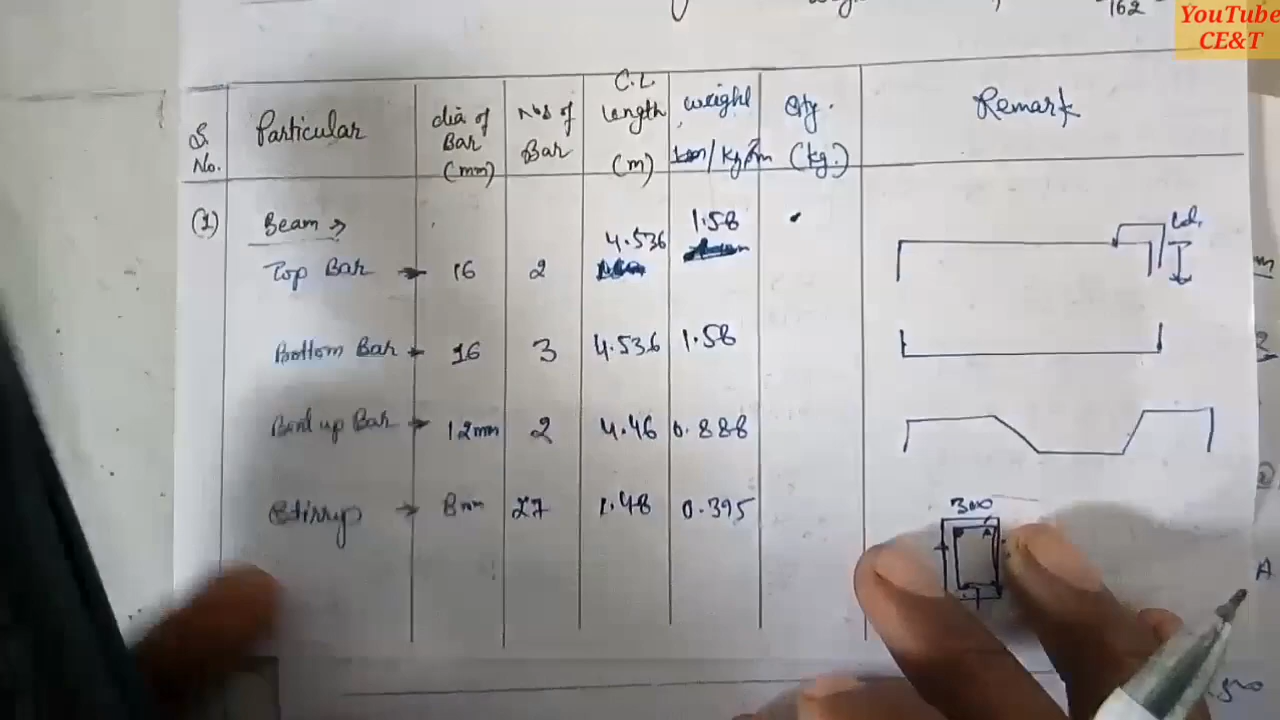 162
YouTube
CE&T
S. No.
Particular
dia of Bar (mm)
Nos of Bar
C.L. length (m)
weight /kg/m
Qty. (kg.)
Remark
(1) Beam →
Top Bar → 16 2 4.536 1.58 Ld.
Bottom Bar → 16 3 4.536 1.58
Bent up Bar → 12mm 2 4.46 0.888
Stirrup → 8mm 27 1.48 0.395
300
A